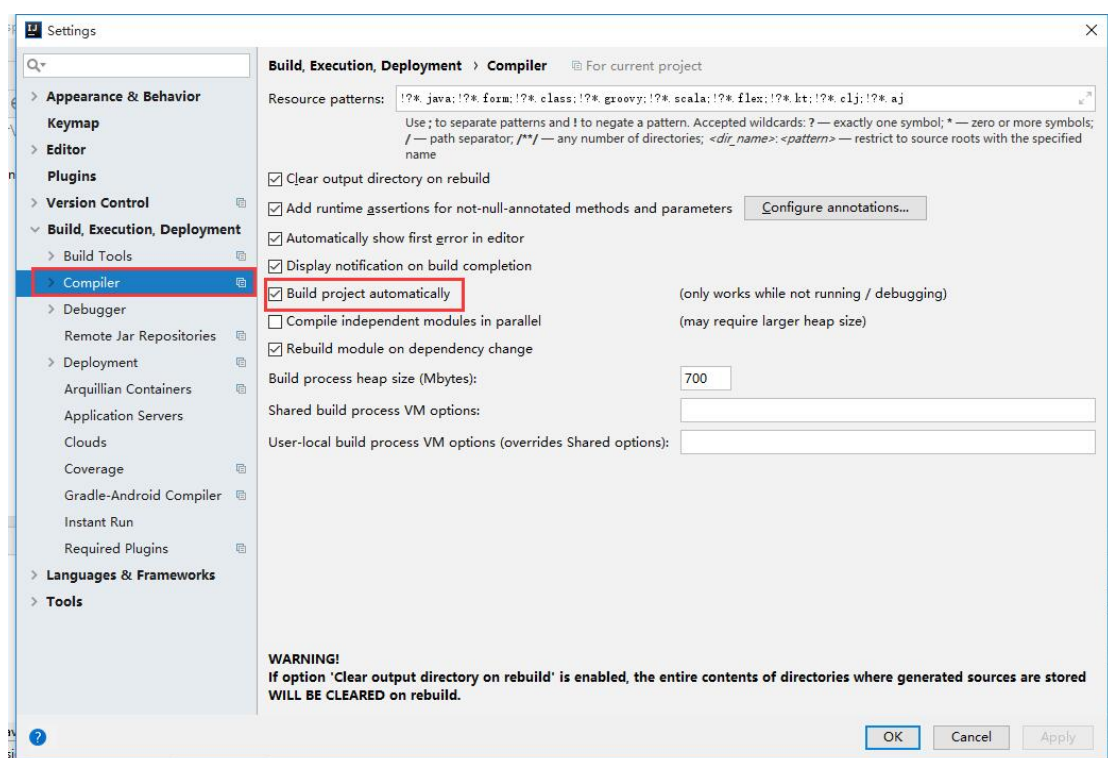 Settings
Appearance & Behavior
Keymap
Editor
Plugins
Version Control
Build, Execution, Deployment
Build Tools
Compiler
Debugger
Remote Jar Repositories
Deployment
Arquillian Containers
Application Servers
Clouds
Coverage
Gradle-Android Compiler
Instant Run
Required Plugins
Languages & Frameworks
Tools
Build, Execution, Deployment › Compiler For current project
Resource patterns: !?*.java;!?*.form;!?*.class;!?*.groovy;!?*.scala;!?*.flex;!?*.kt;!?*.clj;!?*.aj
Use ; to separate patterns and ! to negate a pattern. Accepted wildcards: ? — exactly one symbol; * — zero or more symbols;
/ — path separator; /**/ — any number of directories; <dir_name>:<pattern> — restrict to source roots with the specified
name
Clear output directory on rebuild
Add runtime assertions for not-null-annotated methods and parameters Configure annotations...
Automatically show first error in editor
Display notification on build completion
Build project automatically (only works while not running / debugging)
Compile independent modules in parallel (may require larger heap size)
Rebuild module on dependency change
Build process heap size (Mbytes): 700
Shared build process VM options:
User-local build process VM options (overrides Shared options):
WARNING!
If option 'Clear output directory on rebuild' is enabled, the entire contents of directories where generated sources are stored
WILL BE CLEARED on rebuild.
OK Cancel Apply